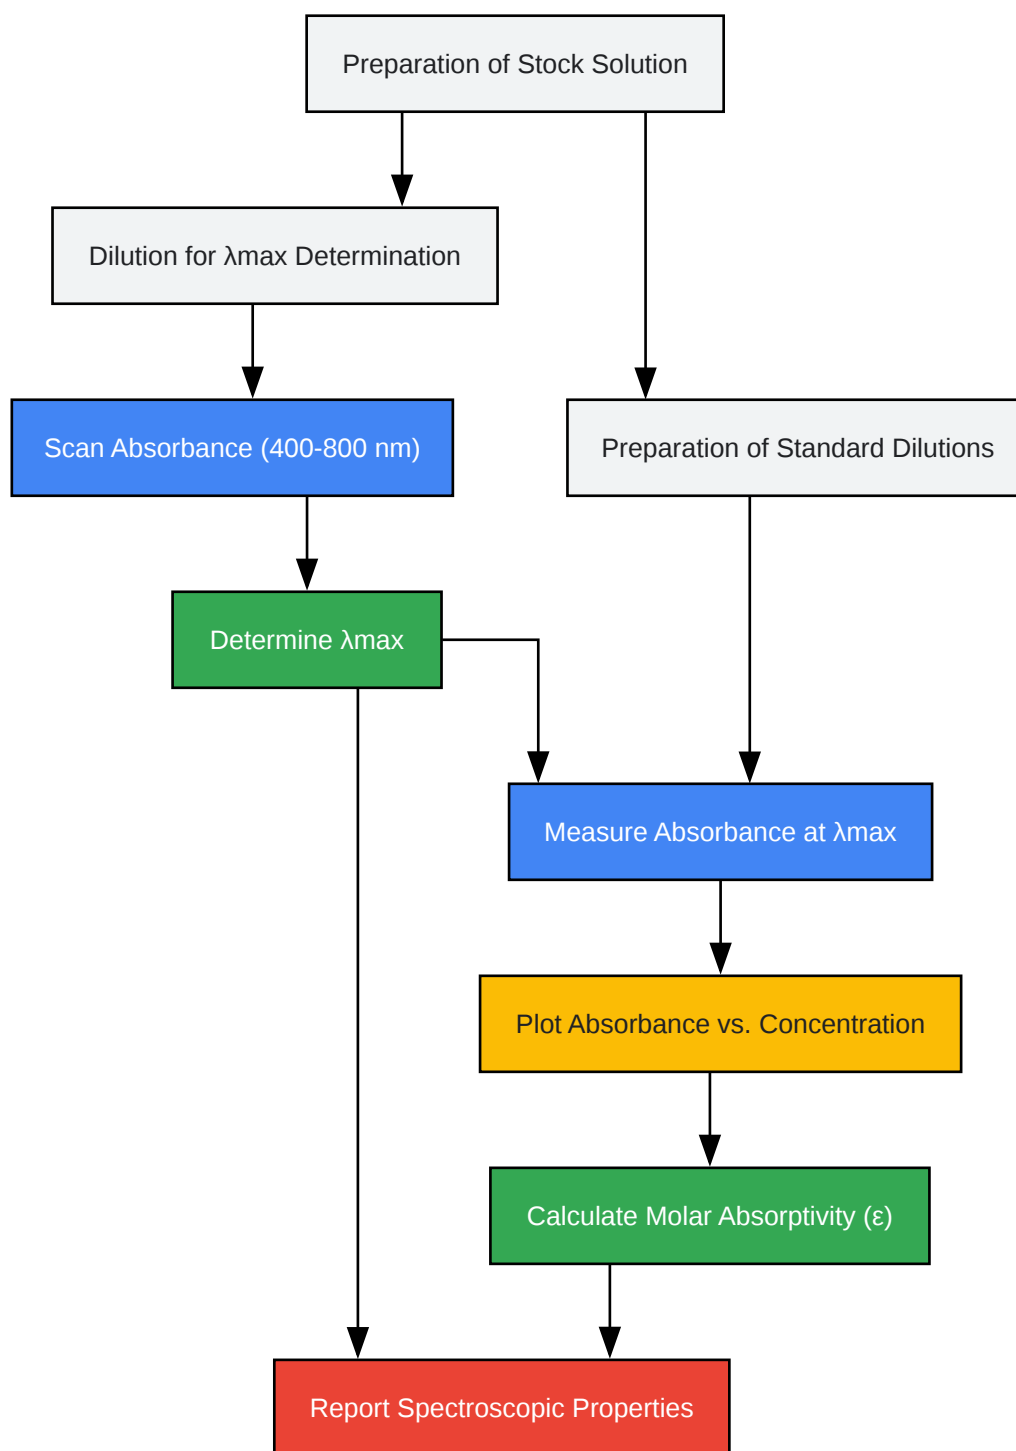 Preparation of Stock Solution
Dilution for λmax Determination
Scan Absorbance (400-800 nm)
Preparation of Standard Dilutions
Determine λmax
Measure Absorbance at λmax
Plot Absorbance vs. Concentration
Calculate Molar Absorptivity (ε)
Report Spectroscopic Properties